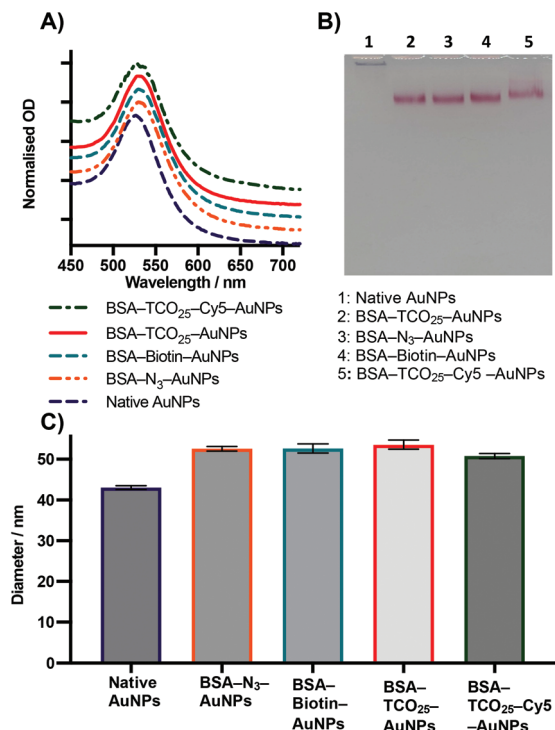 A)
Normalised OD
450 500 550 600 650 700
Wavelength / nm
BSA–TCO₂₅–Cy5–AuNPs
BSA–TCO₂₅–AuNPs
BSA–Biotin–AuNPs
BSA–N₃–AuNPs
Native AuNPs
B)
1 2 3 4 5
1: Native AuNPs
2: BSA–TCO₂₅–AuNPs
3: BSA–N₃–AuNPs
4: BSA–Biotin–AuNPs
5: BSA–TCO₂₅–Cy5 –AuNPs
C)
Diameter / nm
50
40
30
20
10
0
Native
AuNPs
BSA–N₃–
AuNPs
BSA–
Biotin–
AuNPs
BSA–
TCO₂₅–
AuNPs
BSA–
TCO₂₅–Cy5
–AuNPs